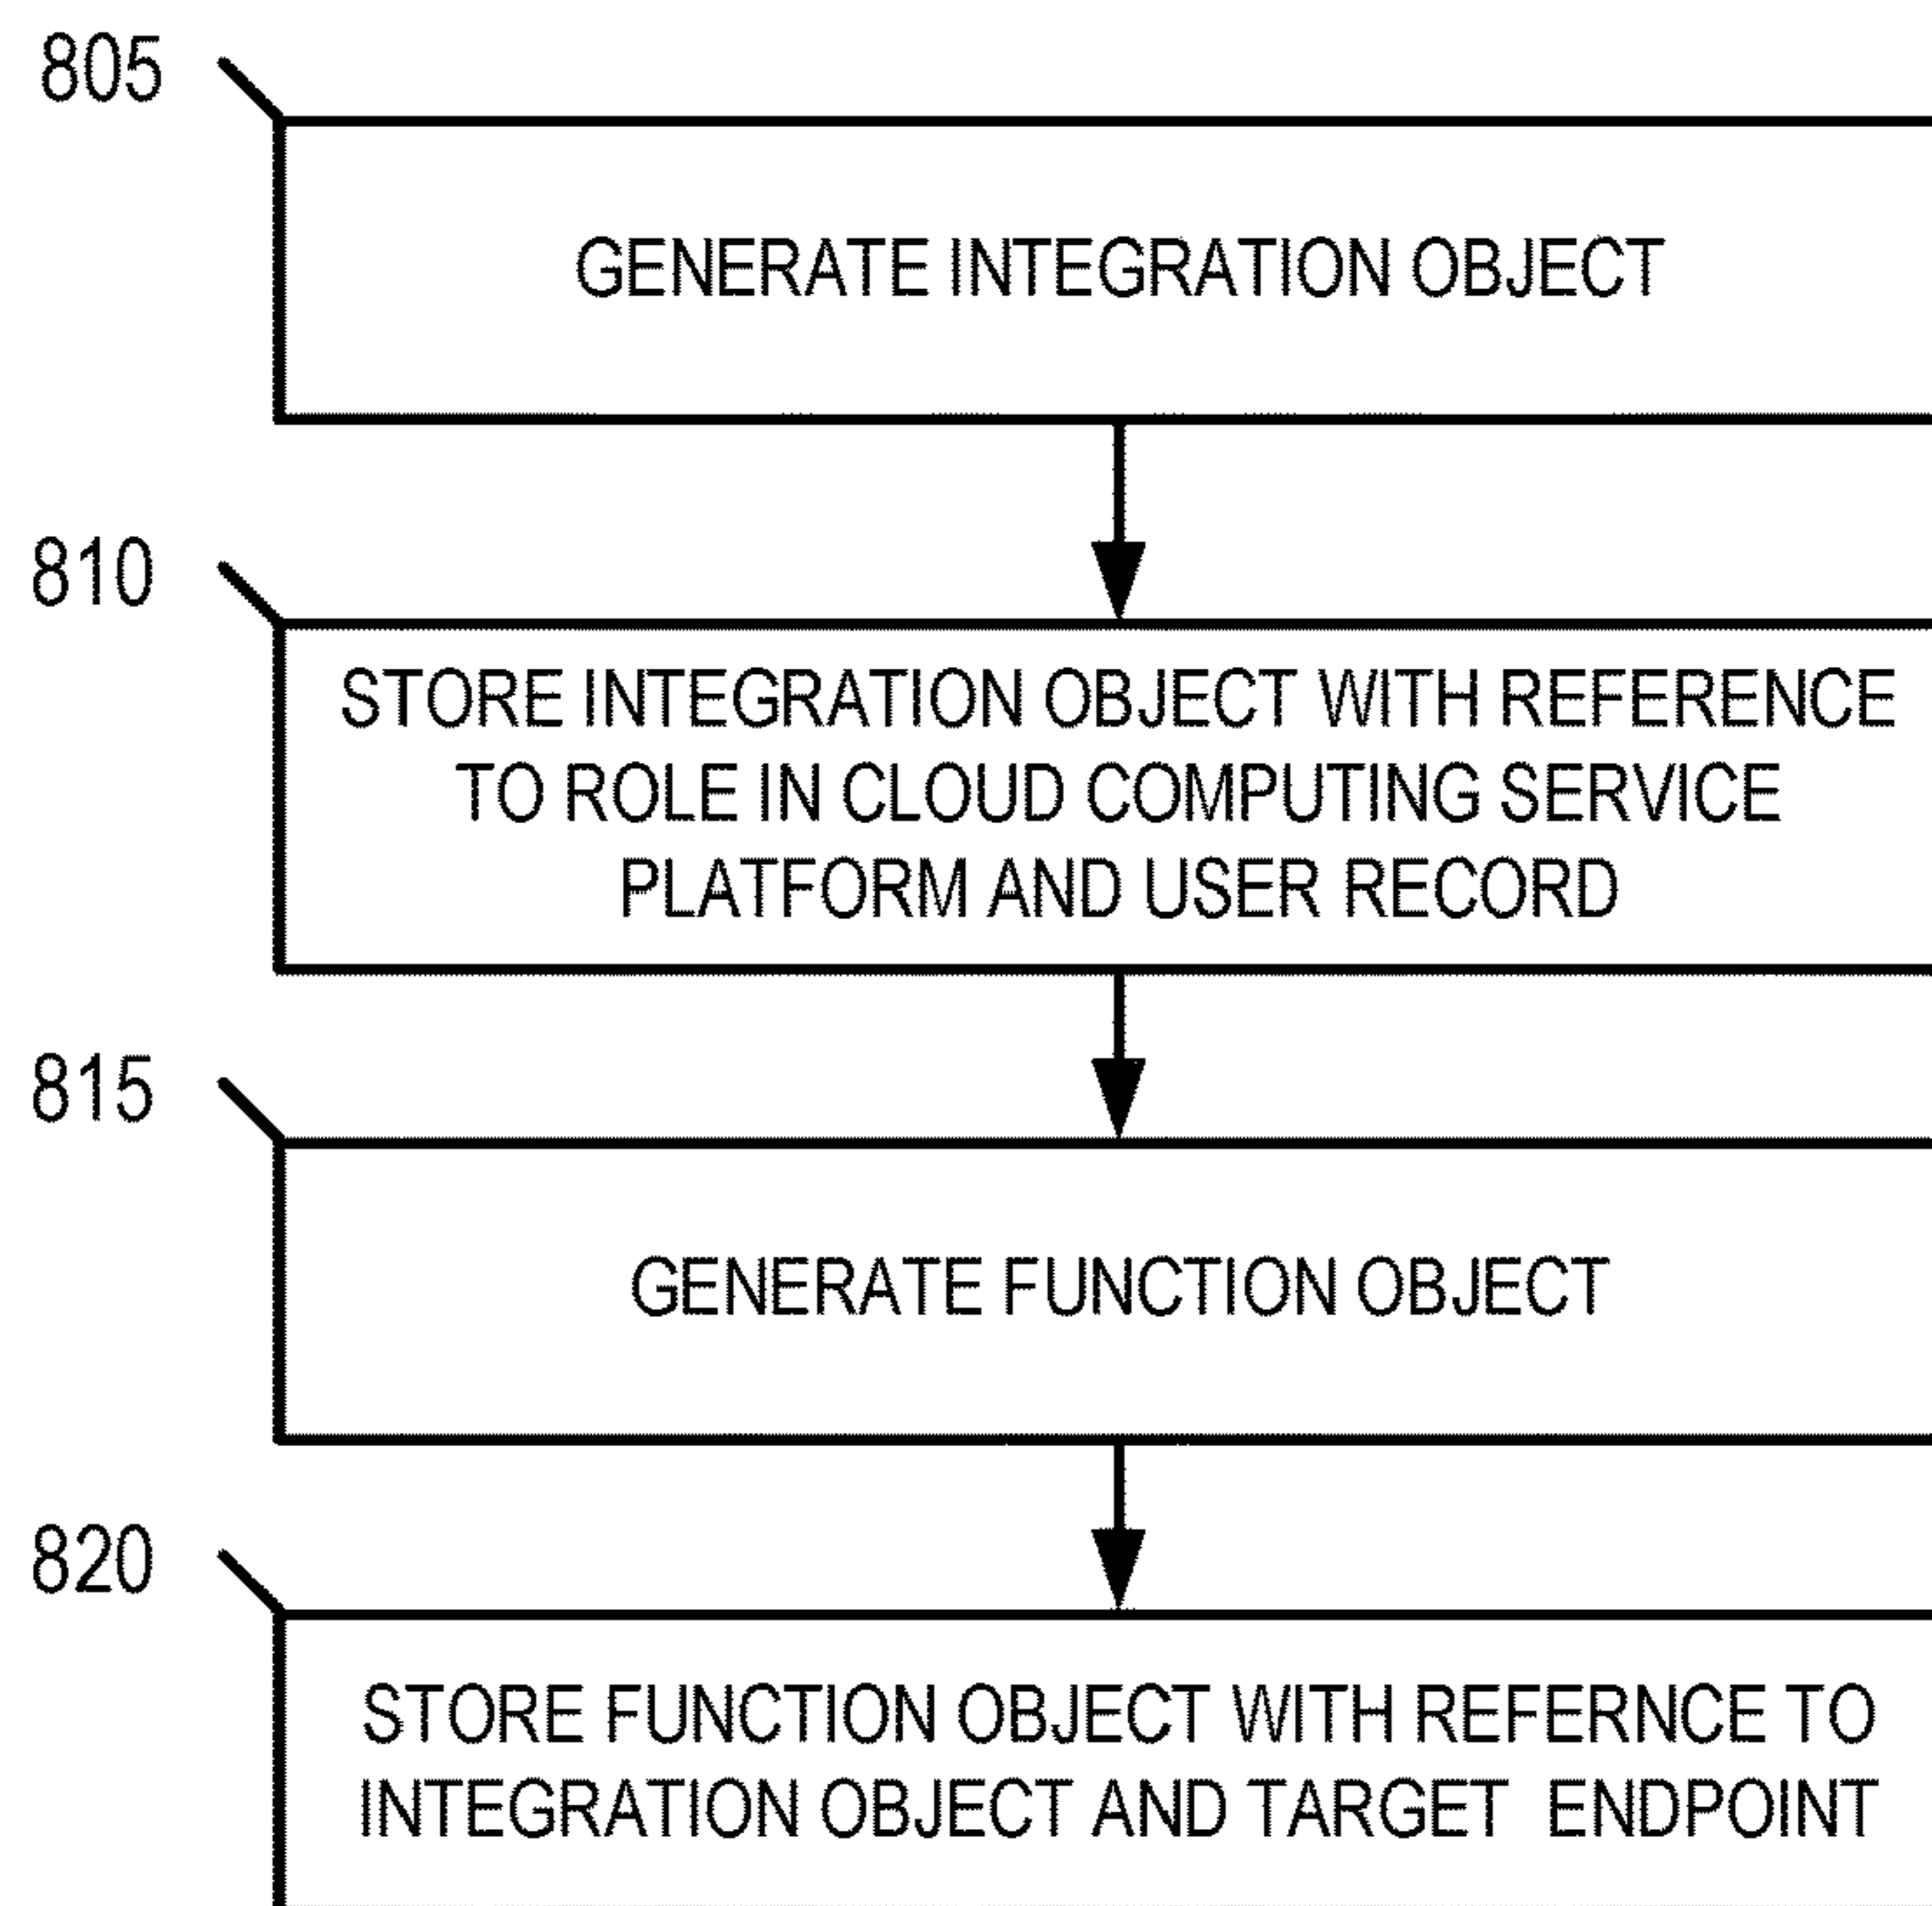 805
GENERATE INTEGRATION OBJECT
810
STORE INTEGRATION OBJECT WITH REFERENCE
TO ROLE IN CLOUD COMPUTING SERVICE
PLATFORM AND USER RECORD
815
GENERATE FUNCTION OBJECT
820
STORE FUNCTION OBJECT WITH REFERNCE TO
INTEGRATION OBJECT AND TARGET ENDPOINT